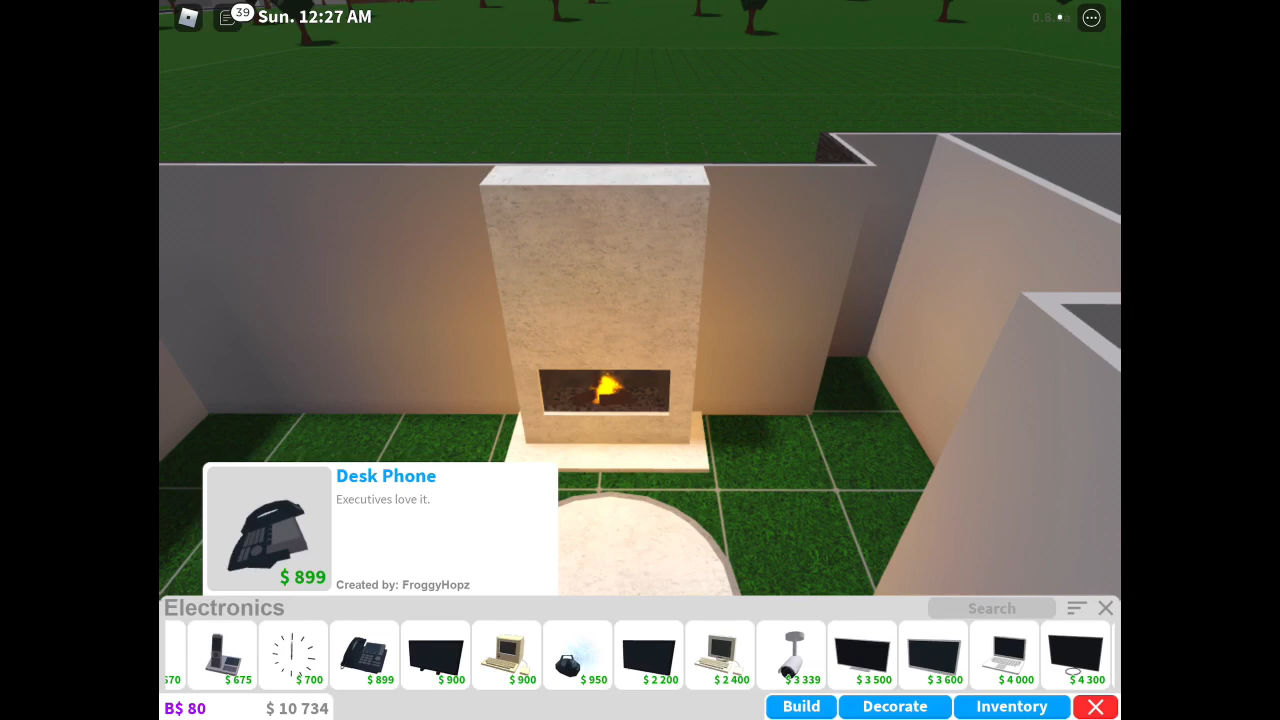 39
Sun. 12:27 AM
Desk Phone
Executives love it.
$ 899
Created by: FroggyHopz
Electronics
Search
$ 675
$ 700
$ 899
$ 900
$ 900
$ 950
$ 2 200
$ 2 400
$ 3 339
$ 3 500
$ 3 600
$ 4 000
$ 4 300
B$ 80
$ 10 734
Build
Decorate
Inventory